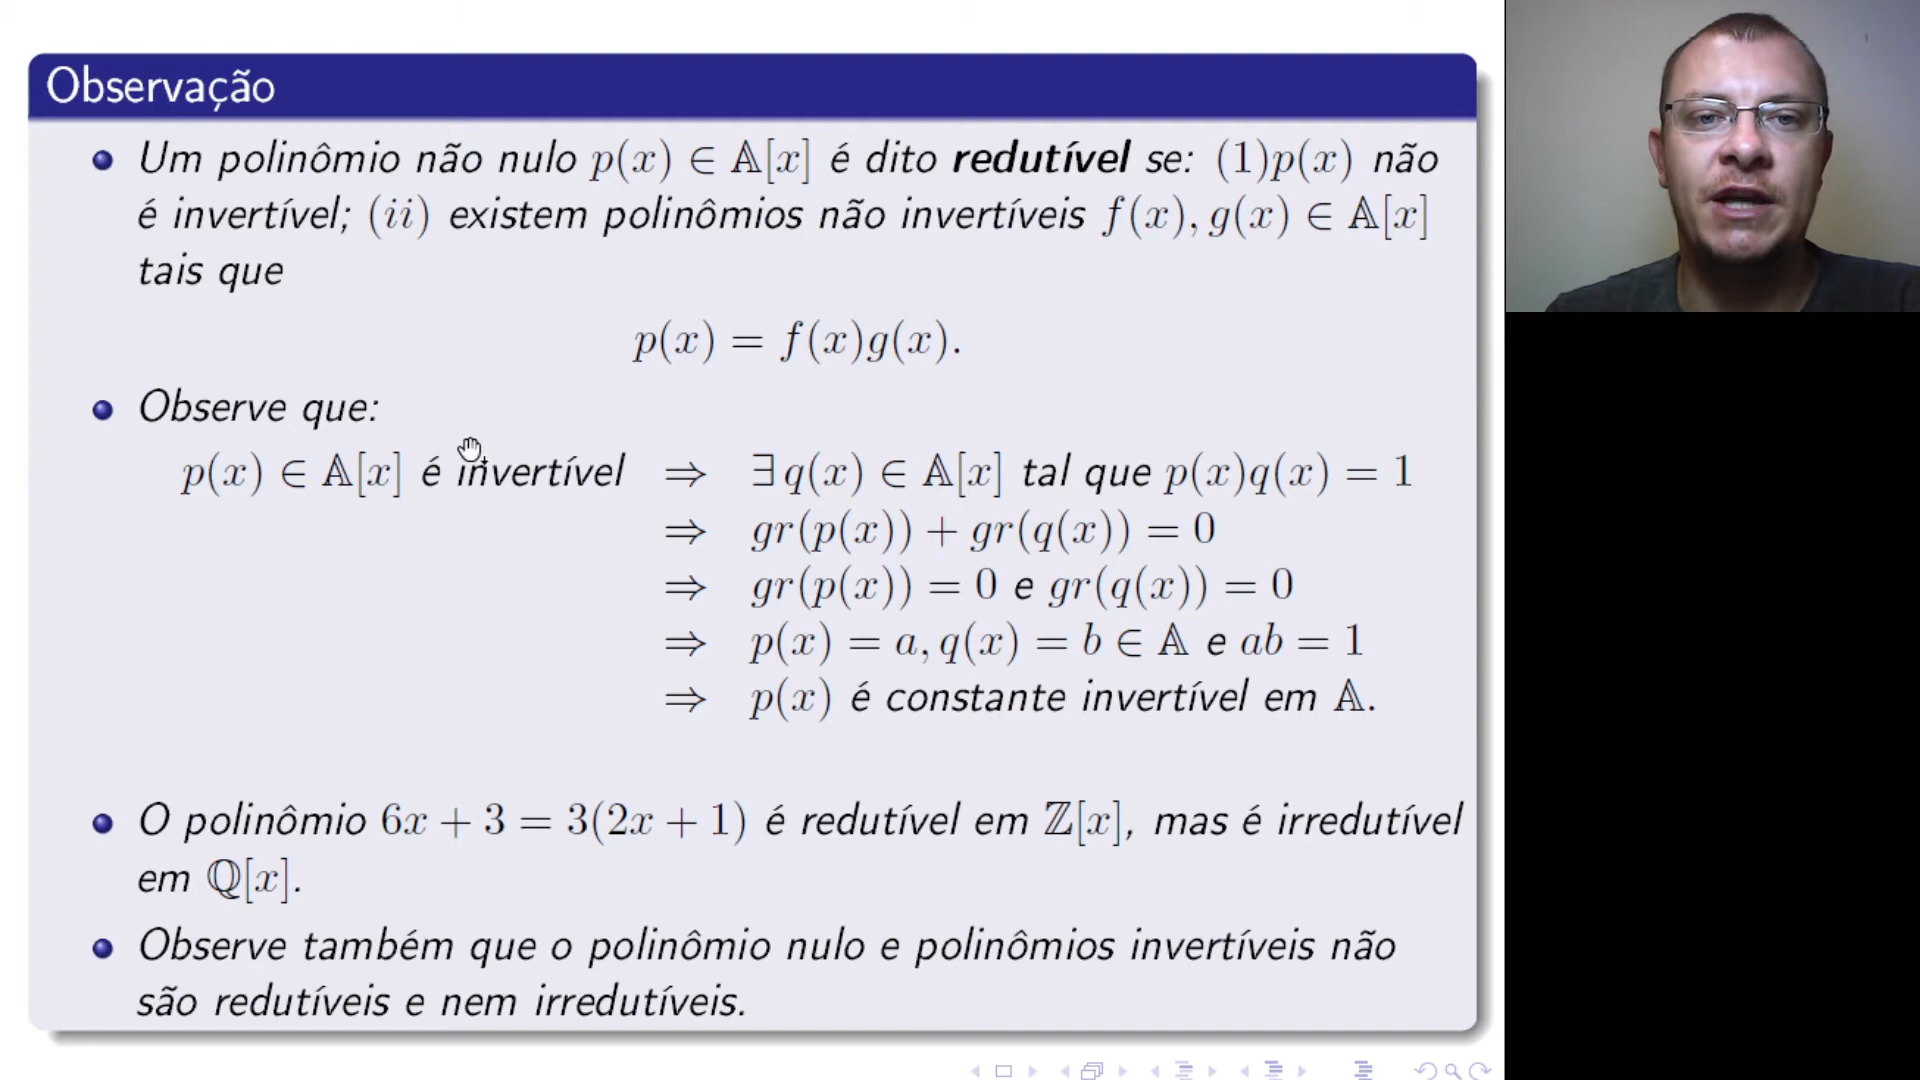 Observação
Um polinômio não nulo p(x) ∈ 𝔸[x] é dito redutível se: (1)p(x) não
é invertível; (ii) existem polinômios não invertíveis f(x), g(x) ∈ 𝔸[x]
tais que
p(x) = f(x)g(x).
Observe que:
p(x) ∈ 𝔸[x] é invertível ⇒ ∃ q(x) ∈ 𝔸[x] tal que p(x)q(x) = 1
⇒ gr(p(x)) + gr(q(x)) = 0
⇒ gr(p(x)) = 0 e gr(q(x)) = 0
⇒ p(x) = a, q(x) = b ∈ 𝔸 e ab = 1
⇒ p(x) é constante invertível em 𝔸.
O polinômio 6x + 3 = 3(2x + 1) é redutível em ℤ[x], mas é irredutível
em ℚ[x].
Observe também que o polinômio nulo e polinômios invertíveis não
são redutíveis e nem irredutíveis.